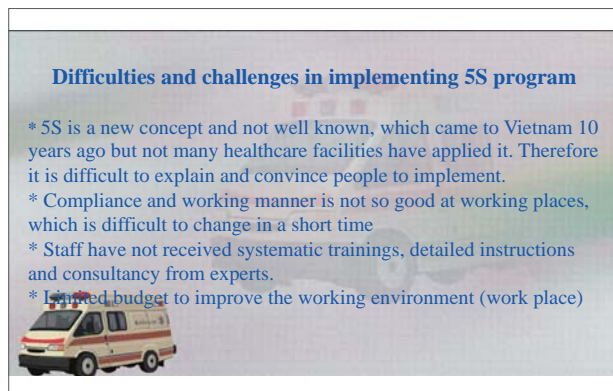 Difficulties and challenges in implementing 5S program
* 5S is a new concept and not well known, which came to Vietnam 10
years ago but not many healthcare facilities have applied it. Therefore
it is difficult to explain and convince people to implement.
* Compliance and working manner is not so good at working places,
which is difficult to change in a short time
* Staff have not received systematic trainings, detailed instructions
and consultancy from experts.
* Limited budget to improve the working environment (work place)